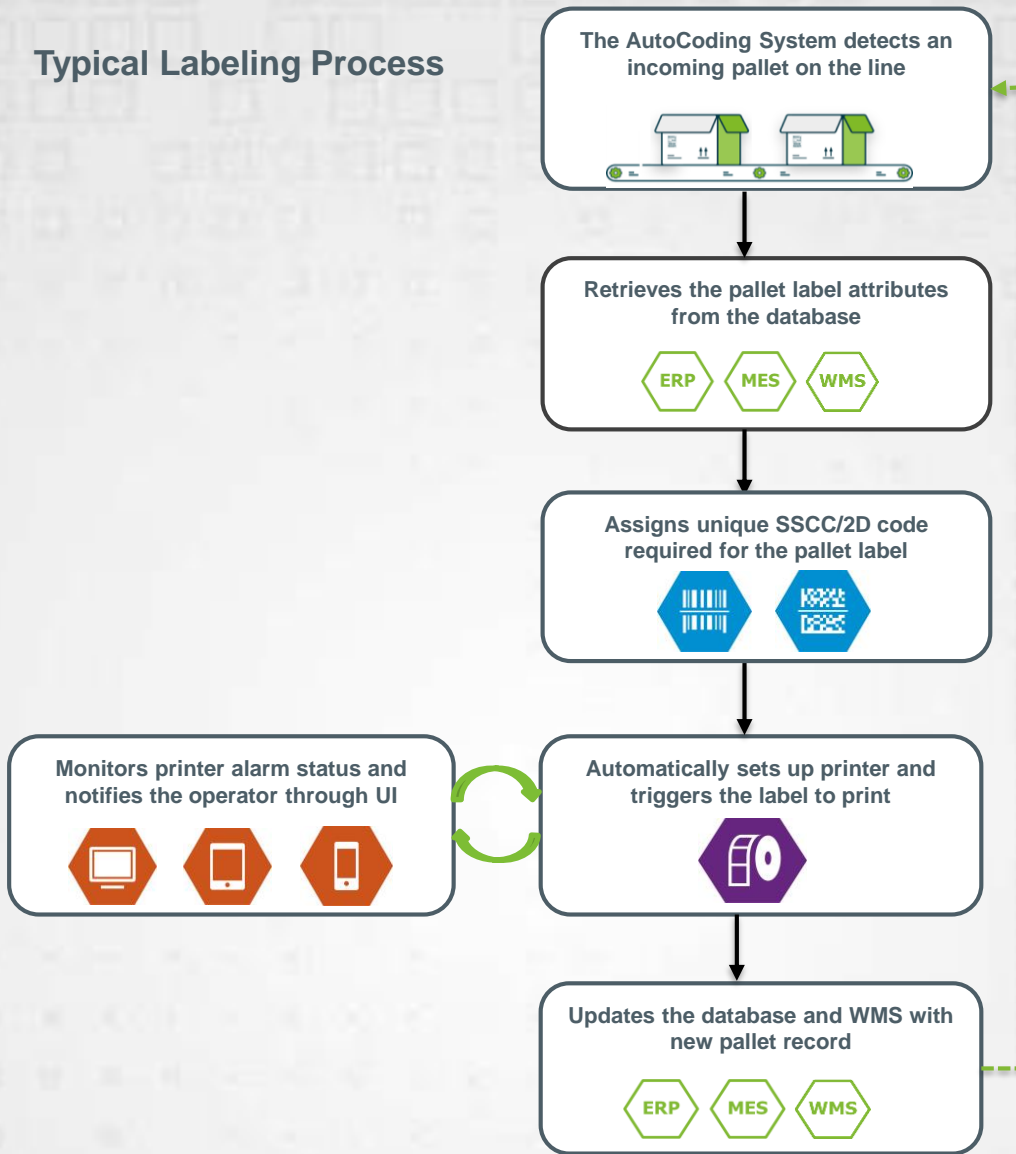 Typical Labeling Process
The AutoCoding System detects an
incoming pallet on the line
Retrieves the pallet label attributes
from the database
ERP MES WMS
Assigns unique SSCC/2D code
required for the pallet label
Monitors printer alarm status and
notifies the operator through UI
Automatically sets up printer and
triggers the label to print
Updates the database and WMS with
new pallet record
ERP MES WMS